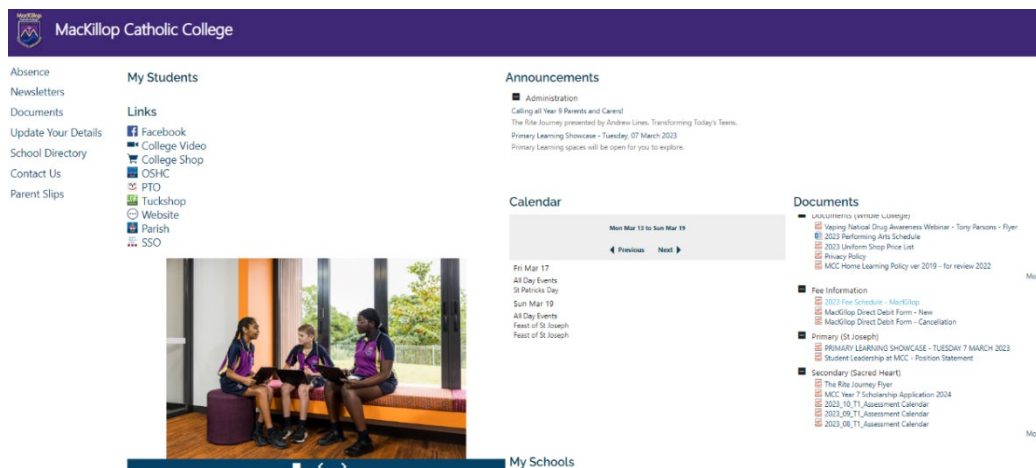 MacKillop Catholic College
Absence
Newsletters
Documents
Update Your Details
School Directory
Contact Us
Parent Slips
My Students
Links
Facebook
College Video
College Shop
OSHC
PTO
Tuckshop
Website
Parish
SSO
Announcements
Administration
Calling all Year 9 Parents and Carers!
The Rite Journey presented by Andrew Lines. Transforming Today's Teens.
Primary Learning Showcase - Tuesday, 07 March 2023
Primary Learning spaces will be open for you to explore.
Calendar
Mon Mar 13 to Sun Mar 19
Previous Next
Fri Mar 17
All Day Events
St Patricks Day
Sun Mar 19
All Day Events
Feast of St Joseph
Feast of St Joseph
Documents
Documents (Whole College)
Vaping Natioal Drug Awareness Webinar - Tony Parsons - Flyer
2023 Performing Arts Schedule
2023 Uniform Shop Price List
Privacy Policy
MCC Home Learning Policy ver 2019 - for review 2022
Mo
Fee Information
2023 Fee Schedule - MacKillop
MacKillop Direct Debit Form - New
MacKillop Direct Debit Form - Cancellation
Primary (St Joseph)
PRIMARY LEARNING SHOWCASE - TUESDAY 7 MARCH 2023
Student Leadership at MCC - Position Statement
Secondary (Sacred Heart)
The Rite Journey Flyer
MCC Year 7 Scholarship Application 2024
2023_10_T1_Assessment Calendar
2023_09_T1_Assessment Calendar
2023_08_T1_Assessment Calendar
Mo
My Schools